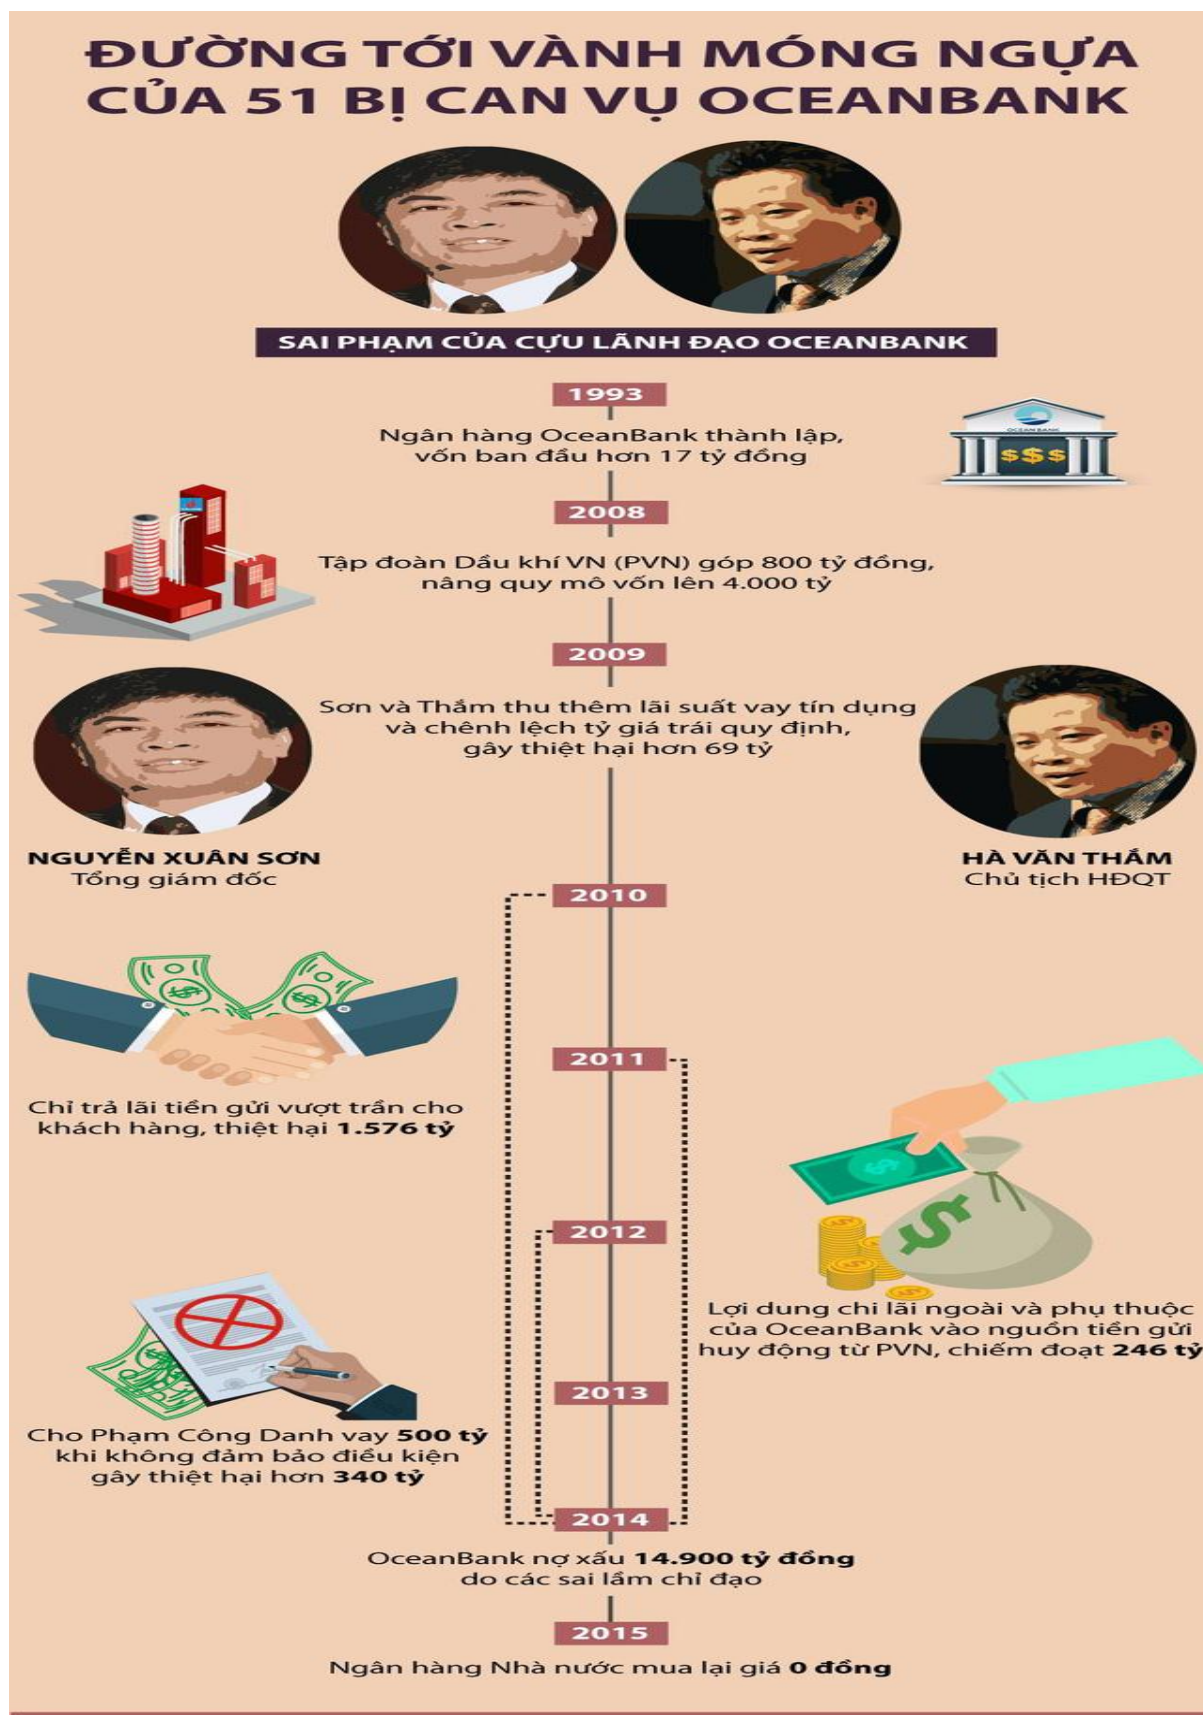 ĐƯỜNG TỚI VÀNH MÓNG NGỰA
CỦA 51 BỊ CAN VỤ OCEANBANK
SAI PHẠM CỦA CỰU LÃNH ĐẠO OCEANBANK
1993
Ngân hàng OceanBank thành lập,
vốn ban đầu hơn 17 tỷ đồng
OCEAN BANK
$$$
2008
Tập đoàn Dầu khí VN (PVN) góp 800 tỷ đồng,
nâng quy mô vốn lên 4.000 tỷ
2009
Sơn và Thắm thu thêm lãi suất vay tín dụng
và chênh lệch tỷ giá trái quy định,
gây thiệt hại hơn 69 tỷ
NGUYỄN XUÂN SƠN
Tổng giám đốc
HÀ VĂN THẮM
Chủ tịch HĐQT
2010
2011
Chỉ trả lãi tiền gửi vượt trần cho
khách hàng, thiệt hại 1.576 tỷ
2012
Lợi dung chi lãi ngoài và phụ thuộc
của OceanBank vào nguồn tiền gửi
huy động từ PVN, chiếm đoạt 246 tỷ
2013
Cho Phạm Công Danh vay 500 tỷ
khi không đảm bảo điều kiện
gây thiệt hại hơn 340 tỷ
2014
OceanBank nợ xấu 14.900 tỷ đồng
do các sai lầm chỉ đạo
2015
Ngân hàng Nhà nước mua lại giá 0 đồng